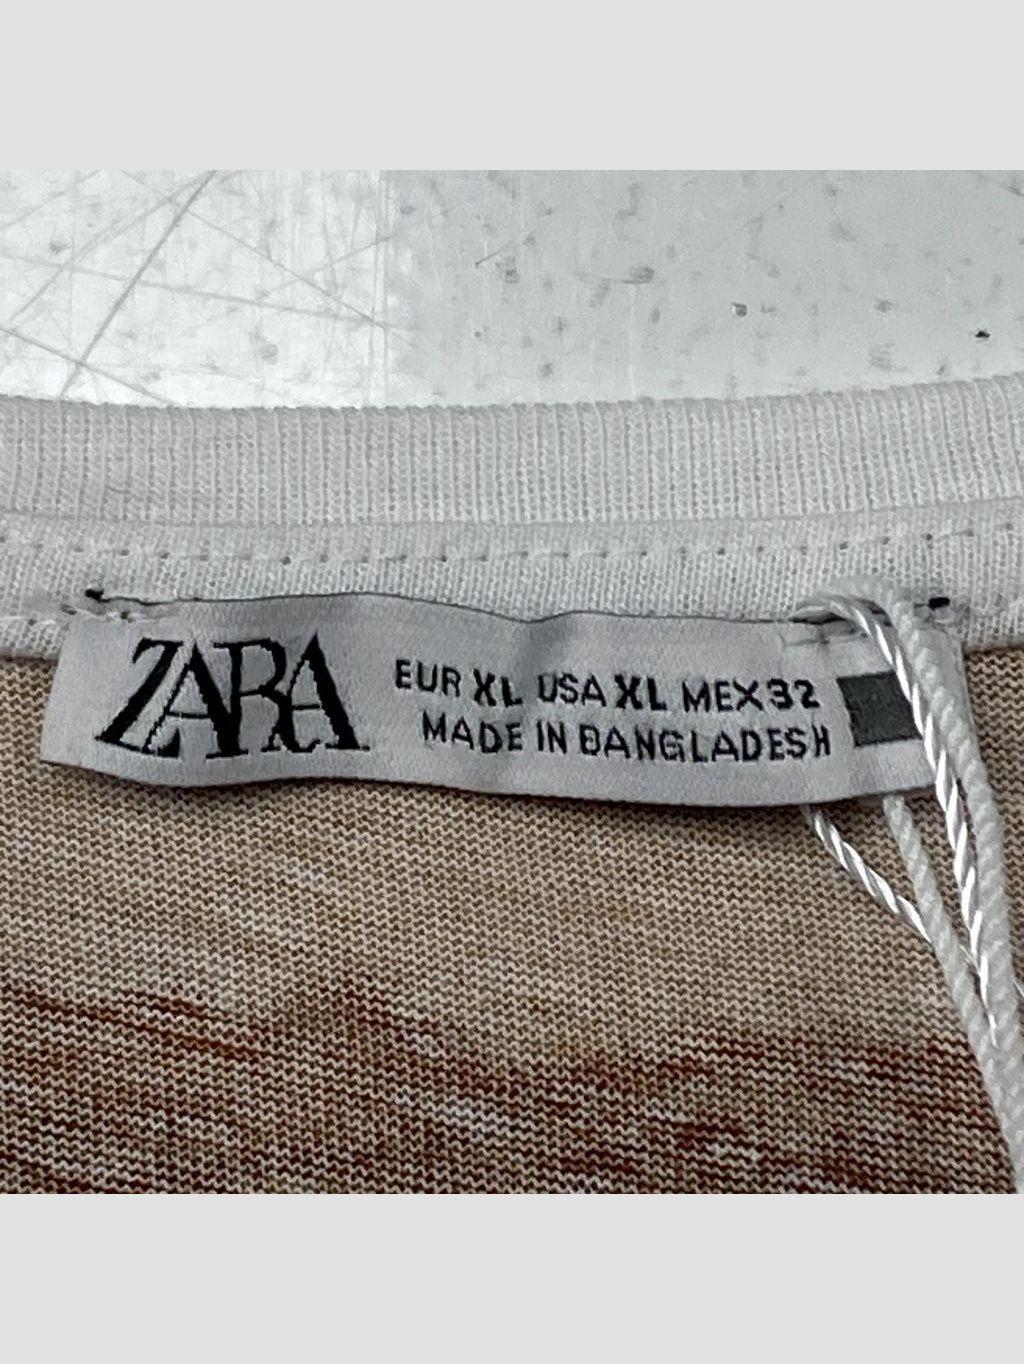 ZARA
EUR XL USA XL MEX 32
MADE IN BANGLADESH